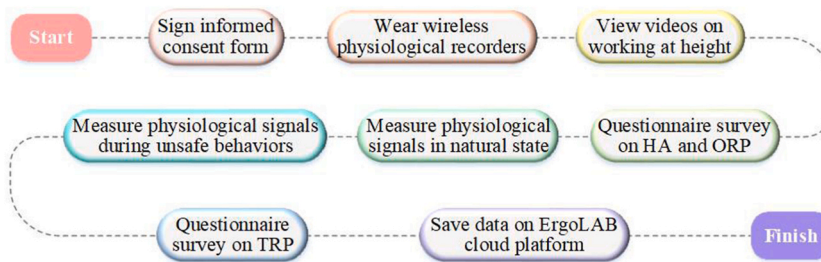 Start
Sign informed
consent form
Wear wireless
physiological recorders
View videos on
working at height
Questionnaire survey
on HA and ORP
Measure physiological
signals in natural state
Measure physiological signals
during unsafe behaviors
Questionnaire
survey on TRP
Save data on ErgoLAB
cloud platform
Finish